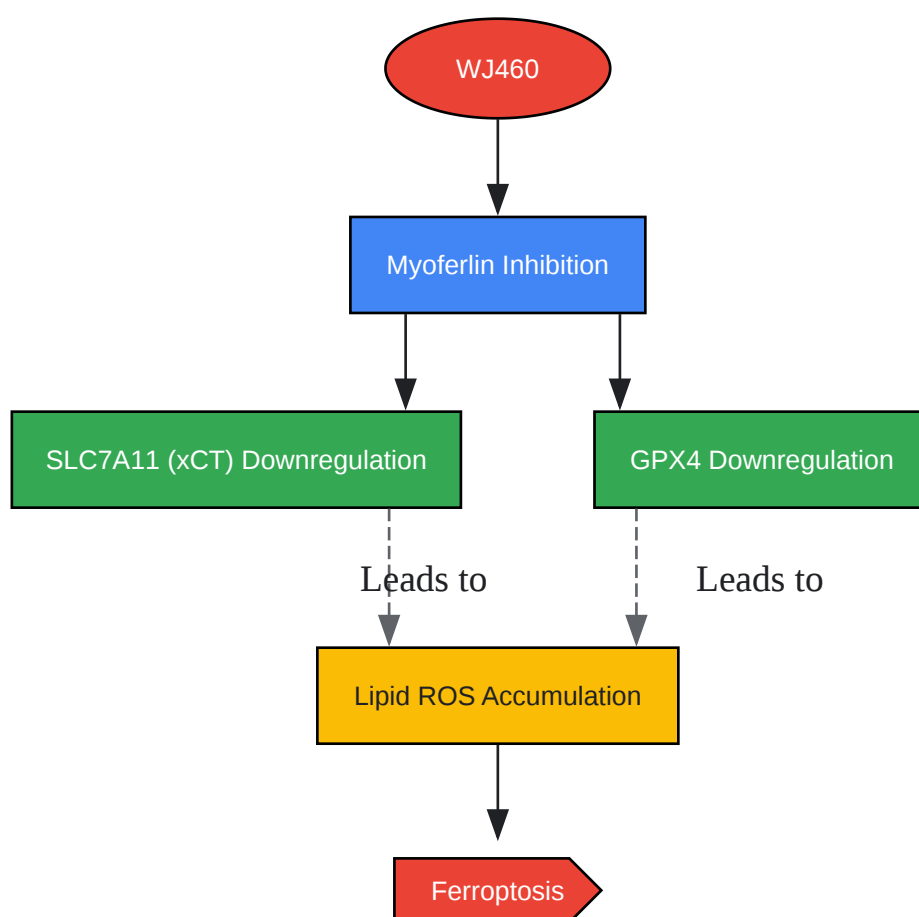 WJ460
Myoferlin Inhibition
SLC7A11 (xCT) Downregulation
GPX4 Downregulation
Leads to
Leads to
Lipid ROS Accumulation
Ferroptosis